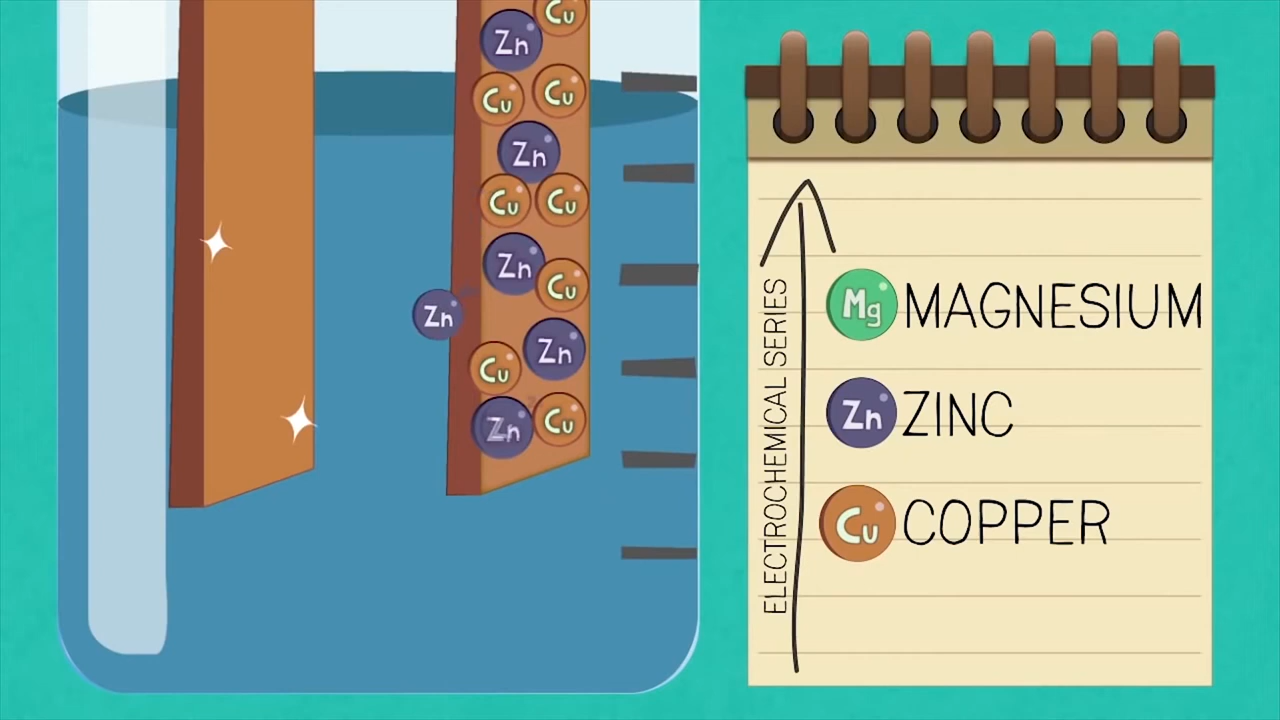 Cu
Zn
Cu Cu
Zn
Cu Cu
Zn Cu
Zn
Cu Zn
Zn Cu
ELECTROCHEMICAL SERIES
Mg MAGNESIUM
Zn ZINC
Cu COPPER